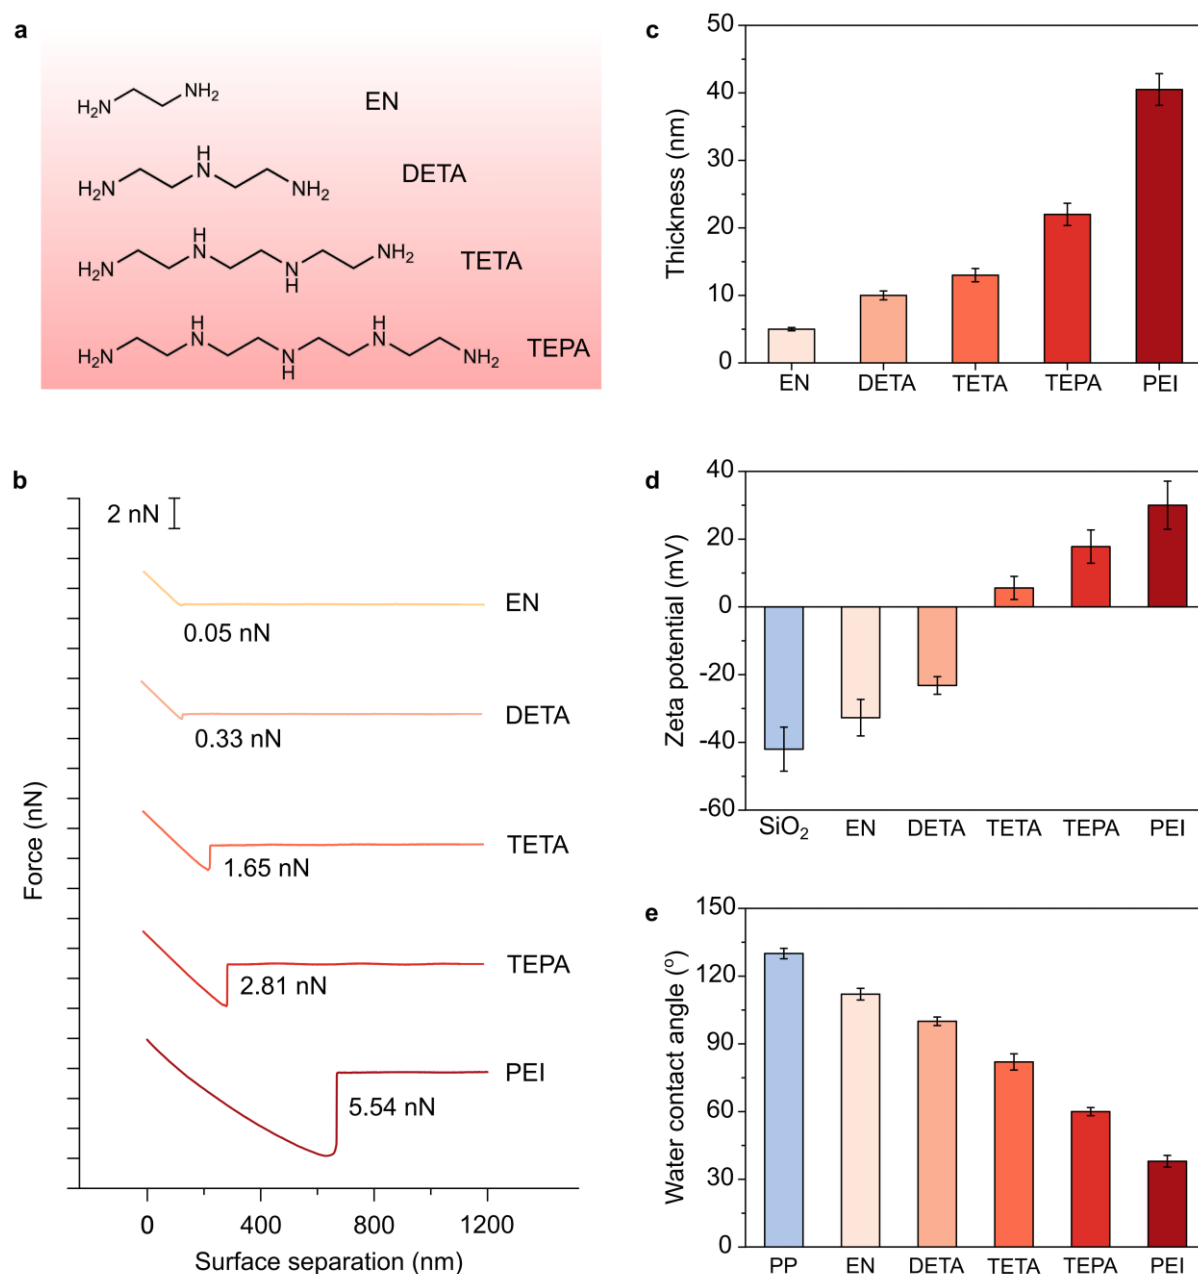 a
H₂N
NH₂
EN
H₂N
H
N
NH₂
DETA
H₂N
H
N
N
H
NH₂
TETA
H₂N
H
N
N
H
H
N
NH₂
TEPA
b
2 nN
EN
0.05 nN
DETA
0.33 nN
TETA
1.65 nN
TEPA
2.81 nN
PEI
5.54 nN
Force (nN)
0 400 800 1200
Surface separation (nm)
c
50
40
30
20
10
0
Thickness (nm)
EN DETA TETA TEPA PEI
d
40
20
0
-20
-40
-60
Zeta potential (mV)
SiO₂ EN DETA TETA TEPA PEI
e
150
120
90
60
30
0
Water contact angle (°)
PP EN DETA TETA TEPA PEI